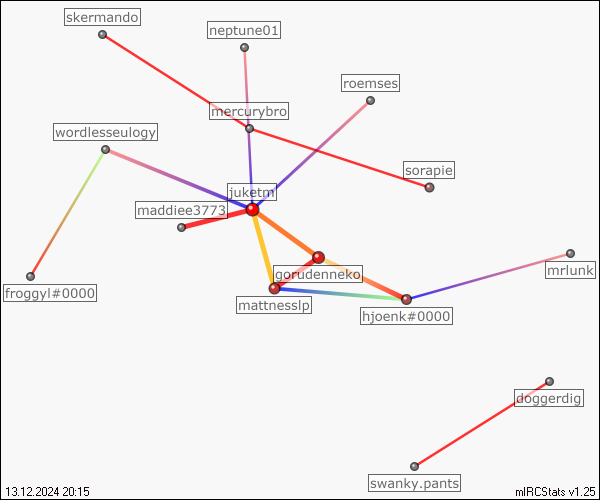 skermando
neptune01
roemses
mercurybro
wordlesseulogy
sorapie
juketm
maddiee3773
mrlunk
gorudenneko
froggyl#0000
mattnesslp
hjoenk#0000
doggerdig
swanky.pants
13.12.2024 20:15
mIRCStats v1.25